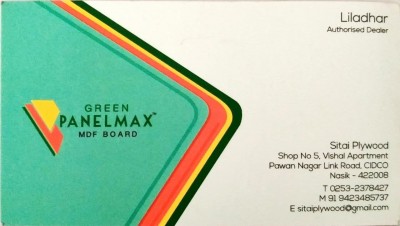 Liladhar
Authorised Dealer
GREEN
PANELMAX™
MDF BOARD
Sitai Plywood
Shop No 5, Vishal Apartment
Pawan Nagar Link Road, CIDCO
Nasik - 422008
T 0253-2378427
M 91 9423485737
E sitaiplywood@gmail.com